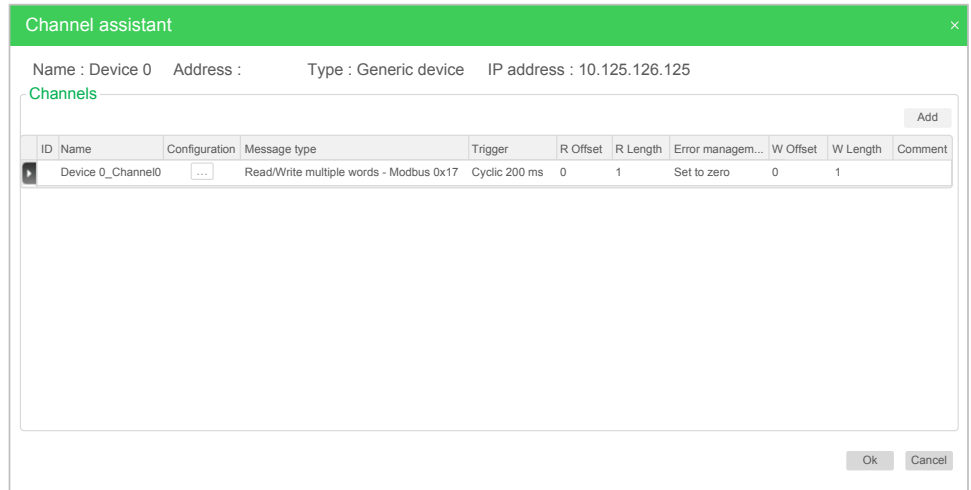 Channel assistant ×
Name : Device 0 Address : Type : Generic device IP address : 10.125.126.125
Channels
Add
ID Name Configuration Message type Trigger R Offset R Length Error managem... W Offset W Length Comment
Device 0_Channel0 ... Read/Write multiple words - Modbus 0x17 Cyclic 200 ms 0 1 Set to zero 0 1
Ok Cancel